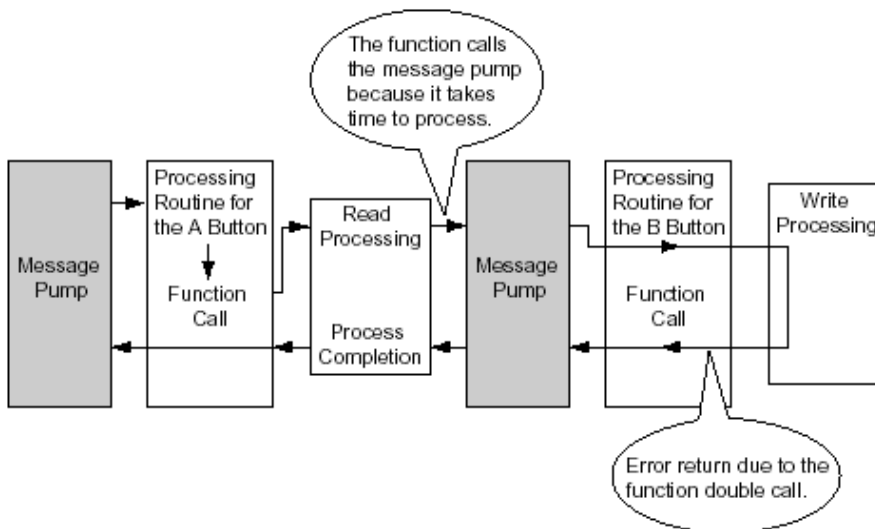 The function calls
the message pump
because it takes
time to process.
Message
Pump
Processing
Routine for
the A Button
Function
Call
Read
Processing
Process
Completion
Message
Pump
Processing
Routine for
the B Button
Function
Call
Write
Processing
Error return due to the
function double call.